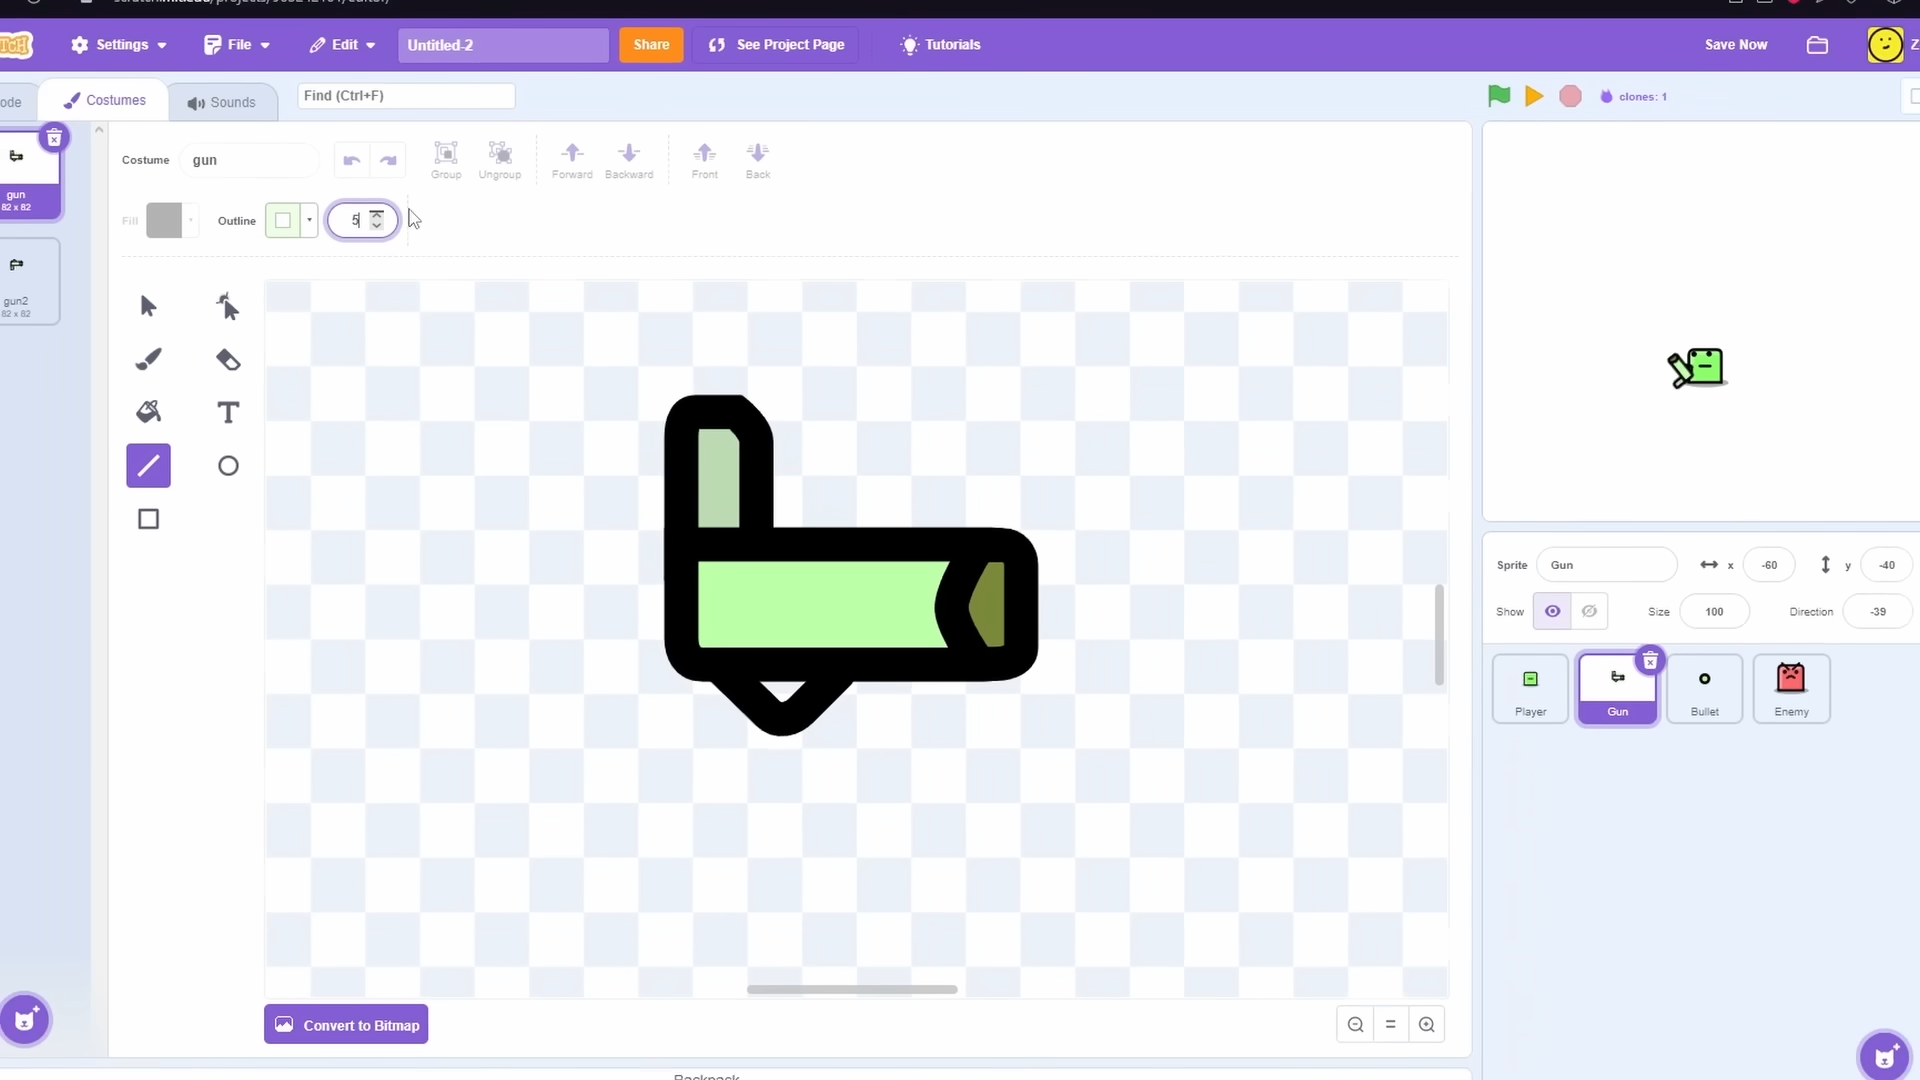 Settings
File
Edit
Untitled-2
Share
See Project Page
Tutorials
Save Now
Costumes
Sounds
Find (Ctrl+F)
clones: 1
Costume
gun
Group
Ungroup
Forward
Backward
Front
Back
Fill
Outline
5
gun
82 x 82
gun2
82 x 82
Sprite
Gun
x
-60
y
-40
Show
Size
100
Direction
-39
Player
Gun
Bullet
Enemy
Convert to Bitmap